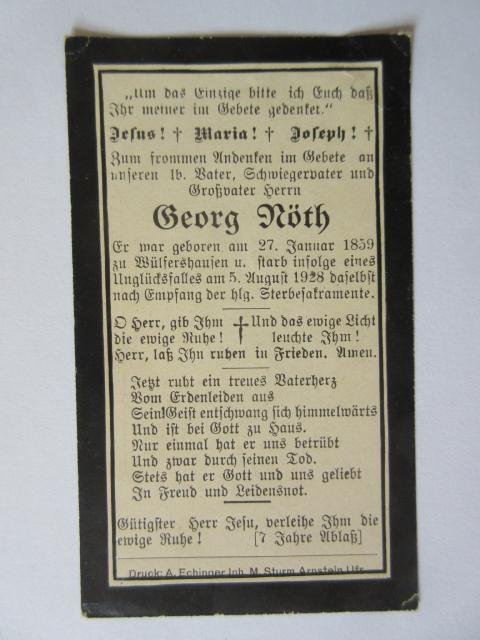 „Um das Einzige bitte ich Euch daß
Ihr meiner im Gebete gedenket."
Jesus! † Maria! † Joseph! †
Zum frommen Andenken im Gebete an
unseren lb. Vater, Schwiegervater und
Großvater Herrn
Georg Nöth
Er war geboren am 27. Januar 1859
zu Wülfershausen u. starb infolge eines
Unglücksfalles am 5. August 1928 daselbst
nach Empfang der hlg. Sterbesakramente.
O Herr, gib Ihm † Und das ewige Licht
die ewige Ruhe! leuchte Ihm!
Herr, laß Ihn ruhen in Frieden. Amen.
Jetzt ruht ein treues Vaterherz
Vom Erdenleiden aus
Sein Geist entschwang sich himmelwärts
Und ist bei Gott zu Haus.
Nur einmal hat er uns betrübt
Und zwar durch seinen Tod.
Stets hat er Gott und uns geliebt
In Freud und Leidensnot.
Gütigster Herr Jesu, verleihe Ihm die
ewige Ruhe! [7 Jahre Ablaß]
Druck: A. Echinger Inh. M. Sturm Arnstein Ufr.